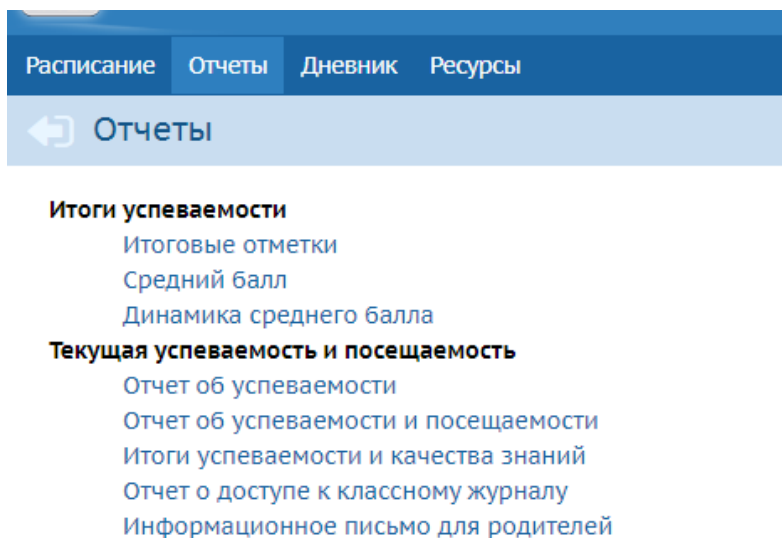 Расписание Отчеты Дневник Ресурсы
Отчеты
Итоги успеваемости
Итоговые отметки
Средний балл
Динамика среднего балла
Текущая успеваемость и посещаемость
Отчет об успеваемости
Отчет об успеваемости и посещаемости
Итоги успеваемости и качества знаний
Отчет о доступе к классному журналу
Информационное письмо для родителей